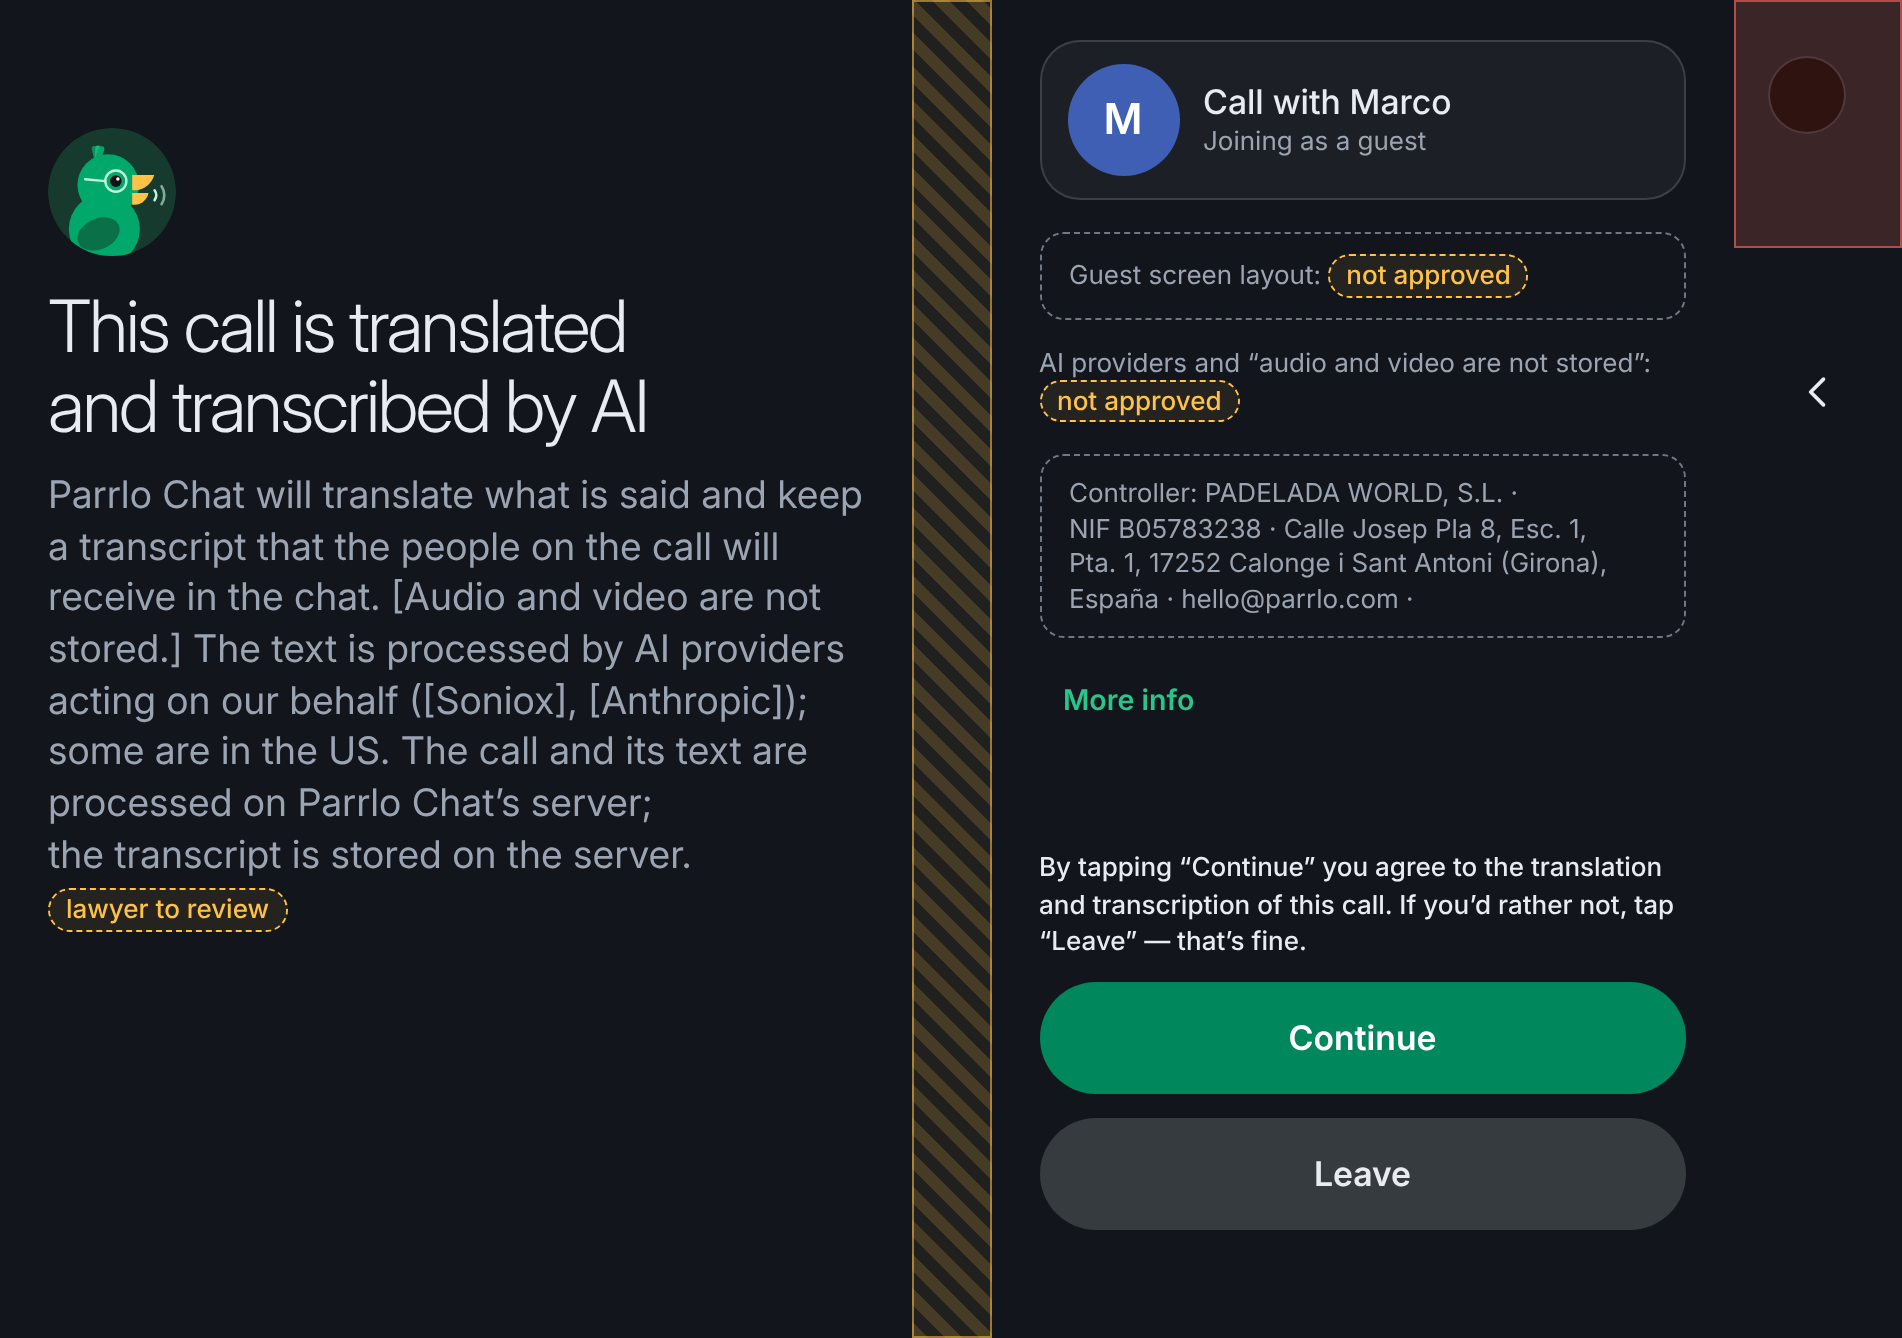 This call is translated
and transcribed by AI
Parrlo Chat will translate what is said and keep
a transcript that the people on the call will
receive in the chat. [Audio and video are not
stored.] The text is processed by AI providers
acting on our behalf ([Soniox], [Anthropic]);
some are in the US. The call and its text are
processed on Parrlo Chat’s server;
the transcript is stored on the server.
lawyer to review
M
Call with Marco
Joining as a guest
Guest screen layout: not approved
AI providers and “audio and video are not stored”:
not approved
Controller: PADELADA WORLD, S.L. ·
NIF B05783238 · Calle Josep Pla 8, Esc. 1,
Pta. 1, 17252 Calonge i Sant Antoni (Girona),
España · hello@parrlo.com ·
More info
By tapping “Continue” you agree to the translation
and transcription of this call. If you’d rather not, tap
“Leave” — that’s fine.
Continue
Leave